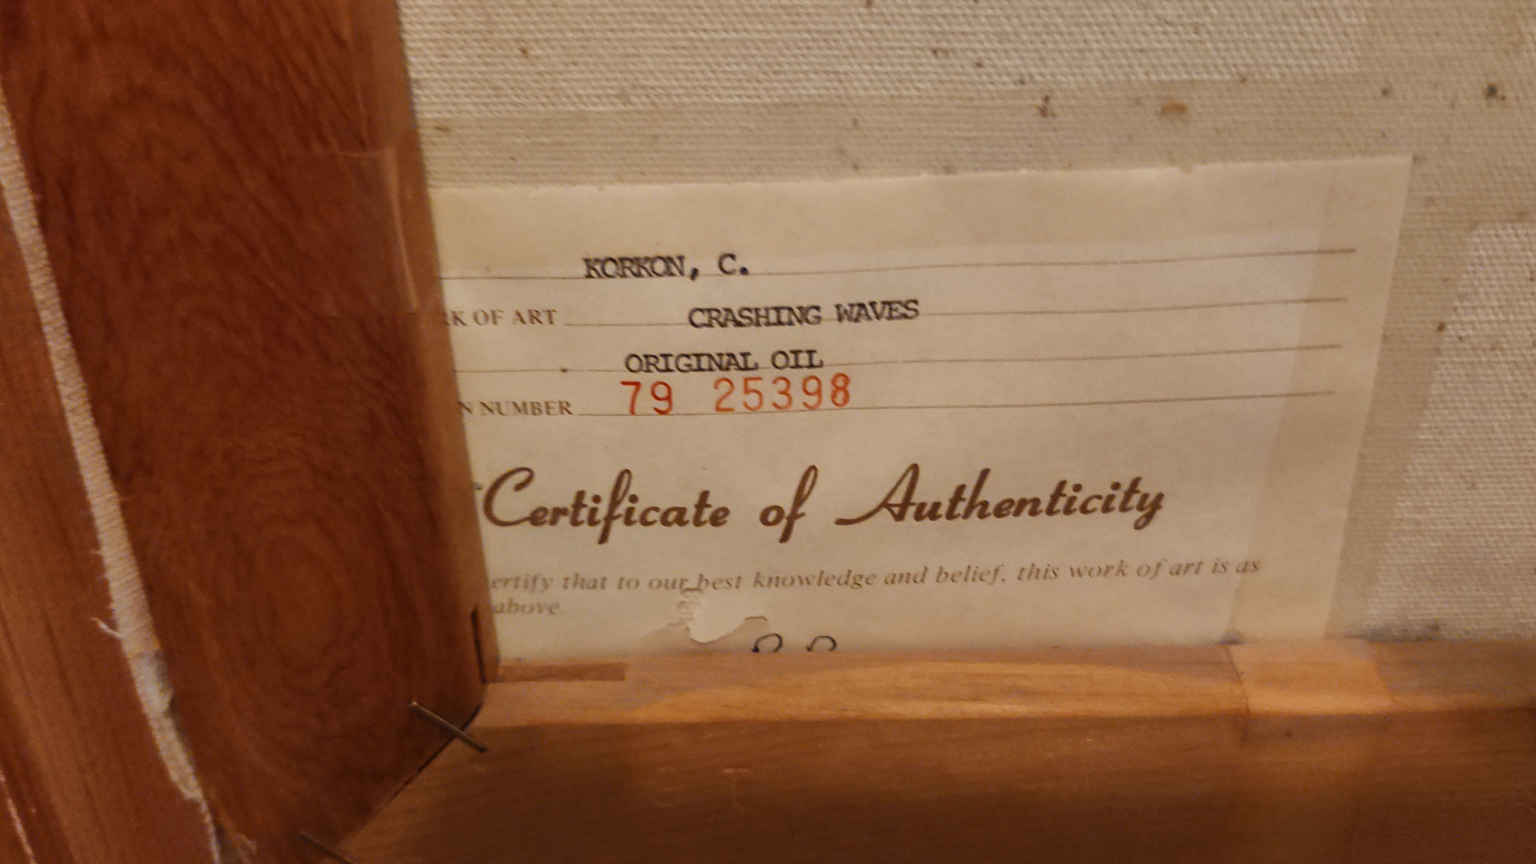 KORKON, C.
RK OF ART CRASHING WAVES
ORIGINAL OIL
N NUMBER 79 25398
Certificate of Authenticity
ertify that to our best knowledge and belief, this work of art is as
above